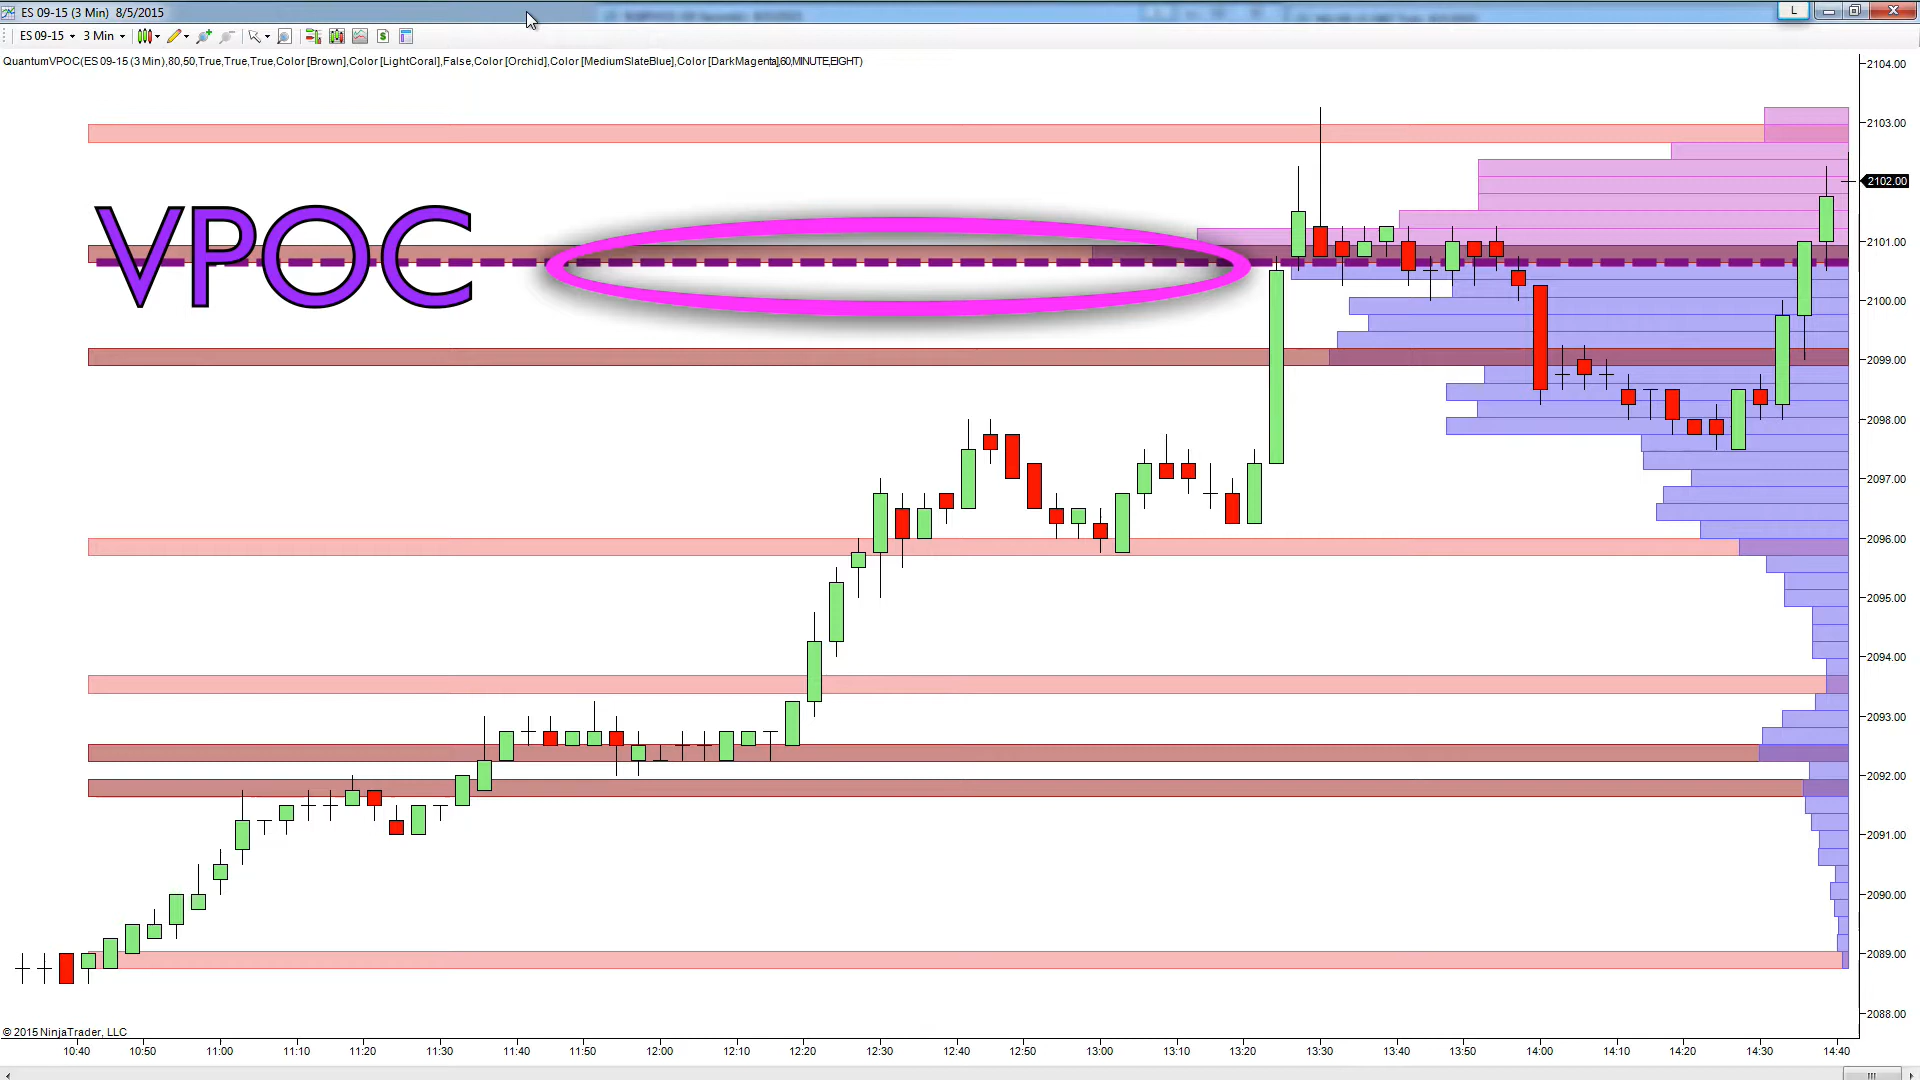 ES 09-15 (3 Min)  8/5/2015
L
ES 09-15 3 Min
QuantumVPOC(ES 09-15 (3 Min),80,50,True,True,True,Color [Brown],Color [LightCoral],False,Color [Orchid],Color [MediumSlateBlue],Color [DarkMagenta],60,MINUTE,EIGHT)
2104.00
2103.00
2102.00
VPOC
2101.00
2100.00
2099.00
2098.00
2097.00
2096.00
2095.00
2094.00
2093.00
2092.00
2091.00
2090.00
2089.00
2088.00
© 2015 NinjaTrader, LLC
10:40 10:50 11:00 11:10 11:20 11:30 11:40 11:50 12:00 12:10 12:20 12:30 12:40 12:50 13:00 13:10 13:20 13:30 13:40 13:50 14:00 14:10 14:20 14:30 14:40